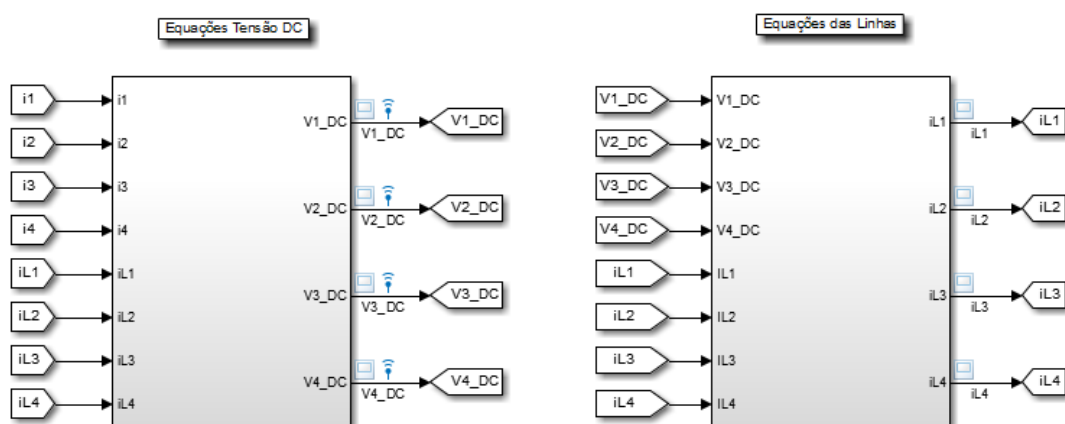 Equações Tensão DC
i1
i2
i3
i4
iL1
iL2
iL3
iL4
i1
i2
i3
i4
iL1
iL2
iL3
iL4
V1_DC
V2_DC
V3_DC
V4_DC
V1_DC
V2_DC
V3_DC
V4_DC
V1_DC
V2_DC
V3_DC
V4_DC
Equações das Linhas
V1_DC
V2_DC
V3_DC
V4_DC
iL1
iL2
iL3
iL4
V1_DC
V2_DC
V3_DC
V4_DC
IL1
IL2
IL3
IL4
iL1
iL2
iL3
iL4
iL1
iL2
iL3
iL4
iL1
iL2
iL3
iL4